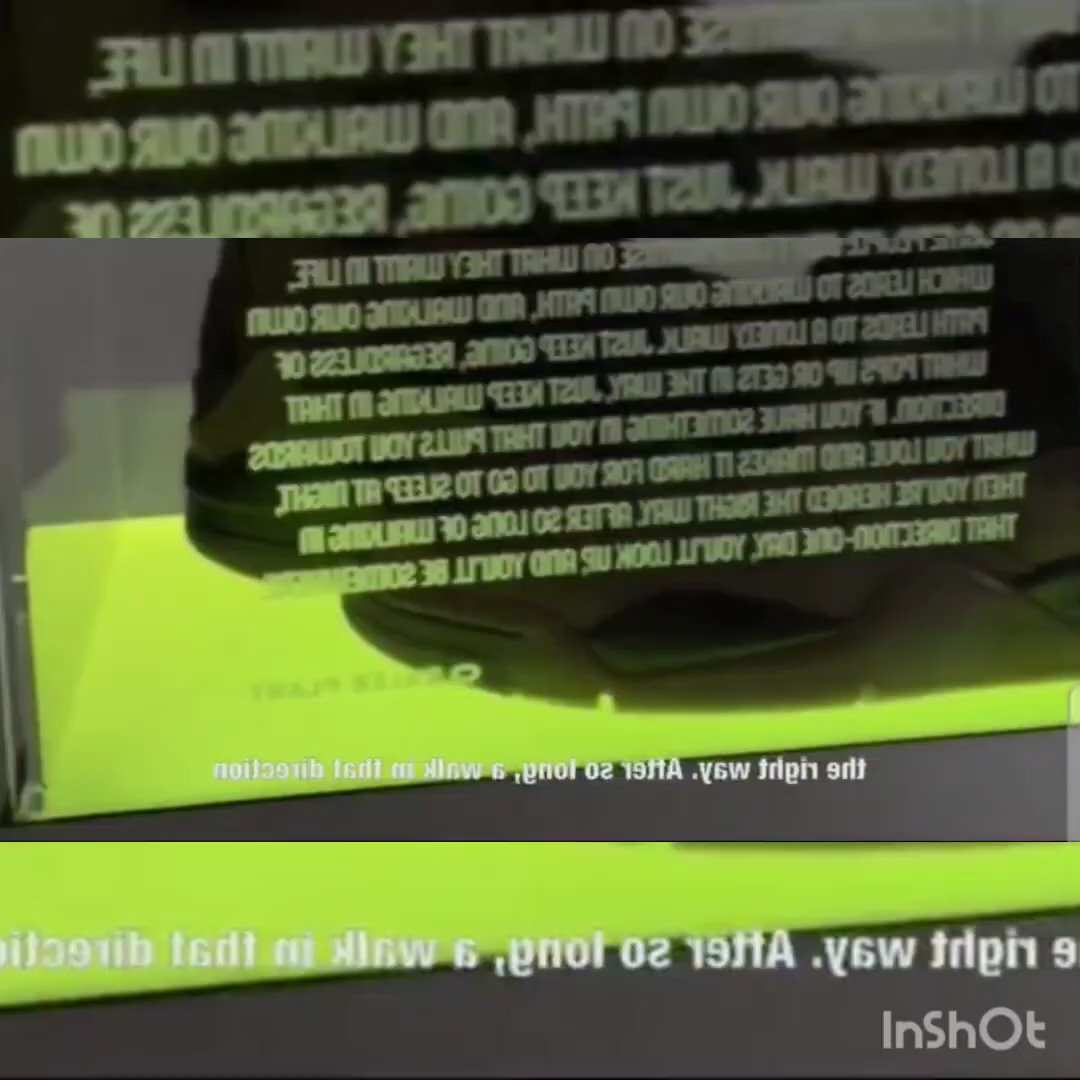 ON WHAT THEY WANT IN LIFE,
TO WALKING OUR OWN PATH, AND WALKING OUR OWN
A LONELY WALK. JUST KEEP GOING, REGARDLESS OF
ON WHAT THEY WANT IN LIFE,
WHICH LEADS TO WALKING OUR OWN PATH, AND WALKING OUR OWN
PATH LEADS TO A LONELY WALK. JUST KEEP GOING, REGARDLESS OF
WHAT POPS UP OR GETS IN THE WAY, JUST KEEP WALKING IN THAT
DIRECTION. IF YOU HAVE SOMETHING IN YOU THAT PULLS YOU TOWARDS
WHAT YOU LOVE AND MAKES IT HARD FOR YOU TO GO TO SLEEP AT NIGHT,
THEN YOU'RE HEADED THE RIGHT WAY. AFTER SO LONG OF WALKING IN
THAT DIRECTION-ONE DAY, YOU'LL LOOK UP, AND YOU'LL BE SOMEWHERE
CALEB PLANT
the right way. After so long, a walk in that direction
right way. After so long, a walk in that
InShOt